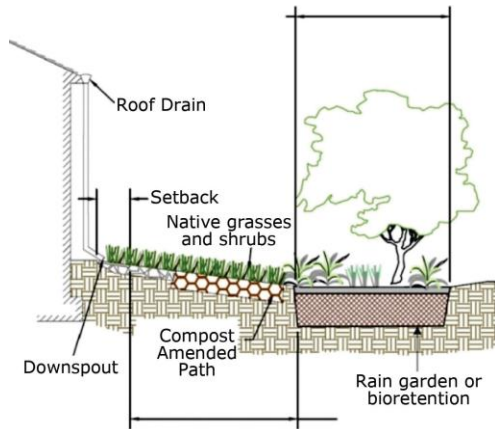 Roof Drain
Setback
Native grasses
and shrubs
Compost
Amended
Path
Downspout
Rain garden or
bioretention